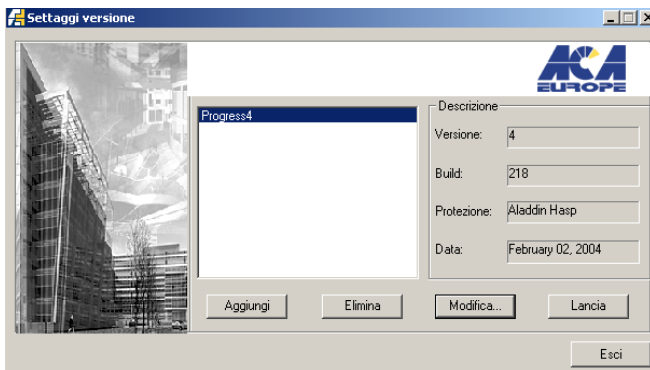 Settaggi versione
ACA
EUROPE
Progress4
Descrizione
Versione: 4
Build: 218
Protezione: Aladdin Hasp
Data: February 02, 2004
Aggiungi Elimina Modifica... Lancia
Esci